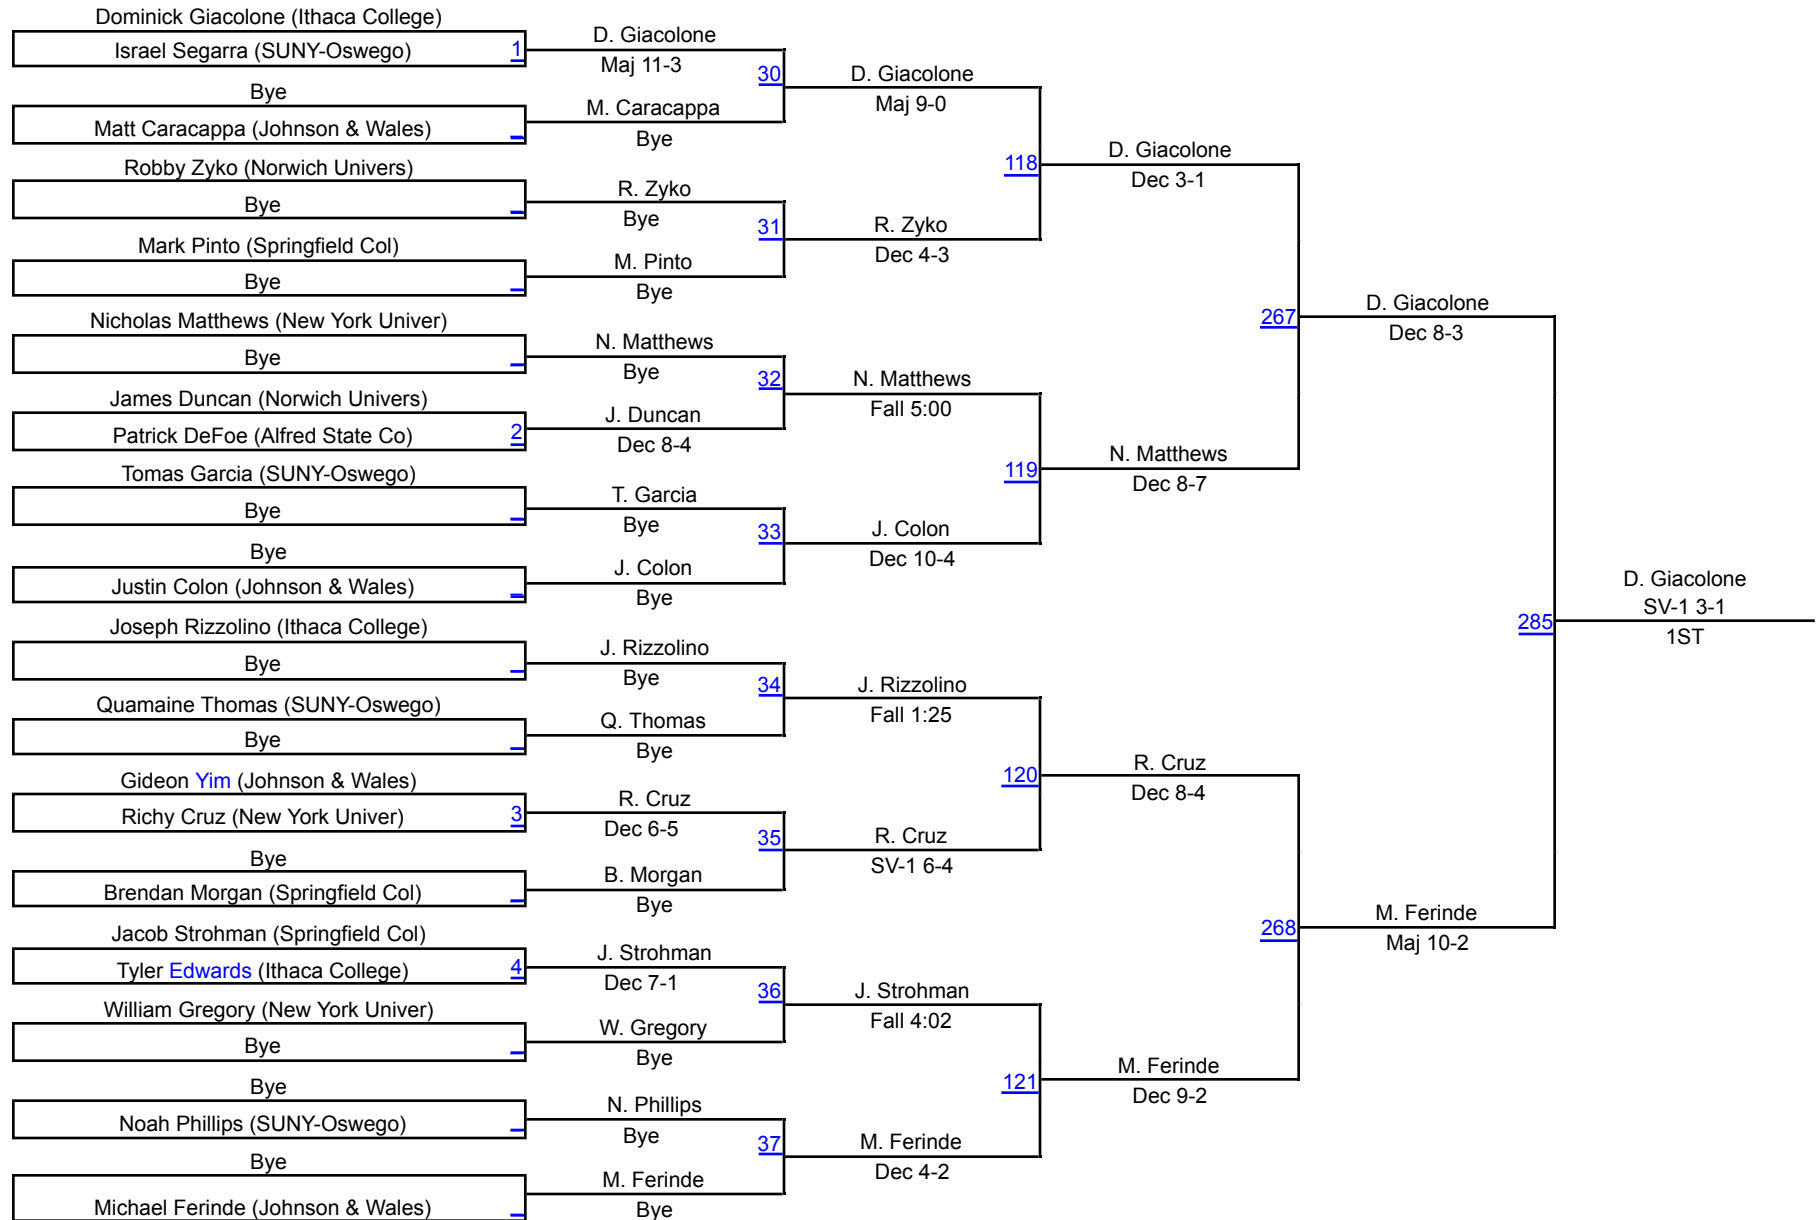 Dominick Giacolone (Ithaca College)
Israel Segarra (SUNY-Oswego) 1
Bye
Matt Caracappa (Johnson & Wales)
Robby Zyko (Norwich Univers)
Bye
Mark Pinto (Springfield Col)
Bye
Nicholas Matthews (New York Univer)
Bye
James Duncan (Norwich Univers)
Patrick DeFoe (Alfred State Co) 2
Tomas Garcia (SUNY-Oswego)
Bye
Bye
Justin Colon (Johnson & Wales)
Joseph Rizzolino (Ithaca College)
Bye
Quamaine Thomas (SUNY-Oswego)
Bye
Gideon Yim (Johnson & Wales)
Richy Cruz (New York Univer) 3
Bye
Brendan Morgan (Springfield Col)
Jacob Strohman (Springfield Col)
Tyler Edwards (Ithaca College) 4
William Gregory (New York Univer)
Bye
Bye
Noah Phillips (SUNY-Oswego)
Bye
Michael Ferinde (Johnson & Wales)
D. Giacolone
Maj 11-3
30
M. Caracappa
Bye
R. Zyko
Bye
31
M. Pinto
Bye
N. Matthews
Bye
32
J. Duncan
Dec 8-4
T. Garcia
Bye
33
J. Colon
Bye
J. Rizzolino
Bye
34
Q. Thomas
Bye
R. Cruz
Dec 6-5
35
B. Morgan
Bye
J. Strohman
Dec 7-1
36
W. Gregory
Bye
N. Phillips
Bye
37
M. Ferinde
Bye
D. Giacolone
Maj 9-0
118
R. Zyko
Dec 4-3
N. Matthews
Fall 5:00
119
J. Colon
Dec 10-4
J. Rizzolino
Fall 1:25
120
R. Cruz
SV-1 6-4
J. Strohman
Fall 4:02
121
M. Ferinde
Dec 4-2
D. Giacolone
Dec 3-1
267
N. Matthews
Dec 8-7
R. Cruz
Dec 8-4
268
M. Ferinde
Dec 9-2
D. Giacolone
Dec 8-3
285
M. Ferinde
Maj 10-2
D. Giacolone
SV-1 3-1
1ST